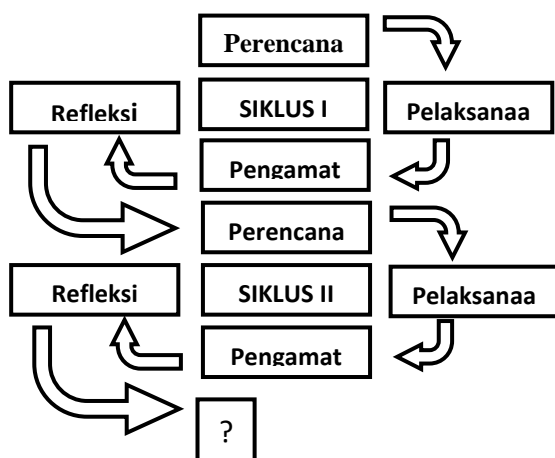 Perencana
Refleksi
SIKLUS I
Pelaksanaa
Pengamat
Perencana
Refleksi
SIKLUS II
Pelaksanaa
Pengamat
?